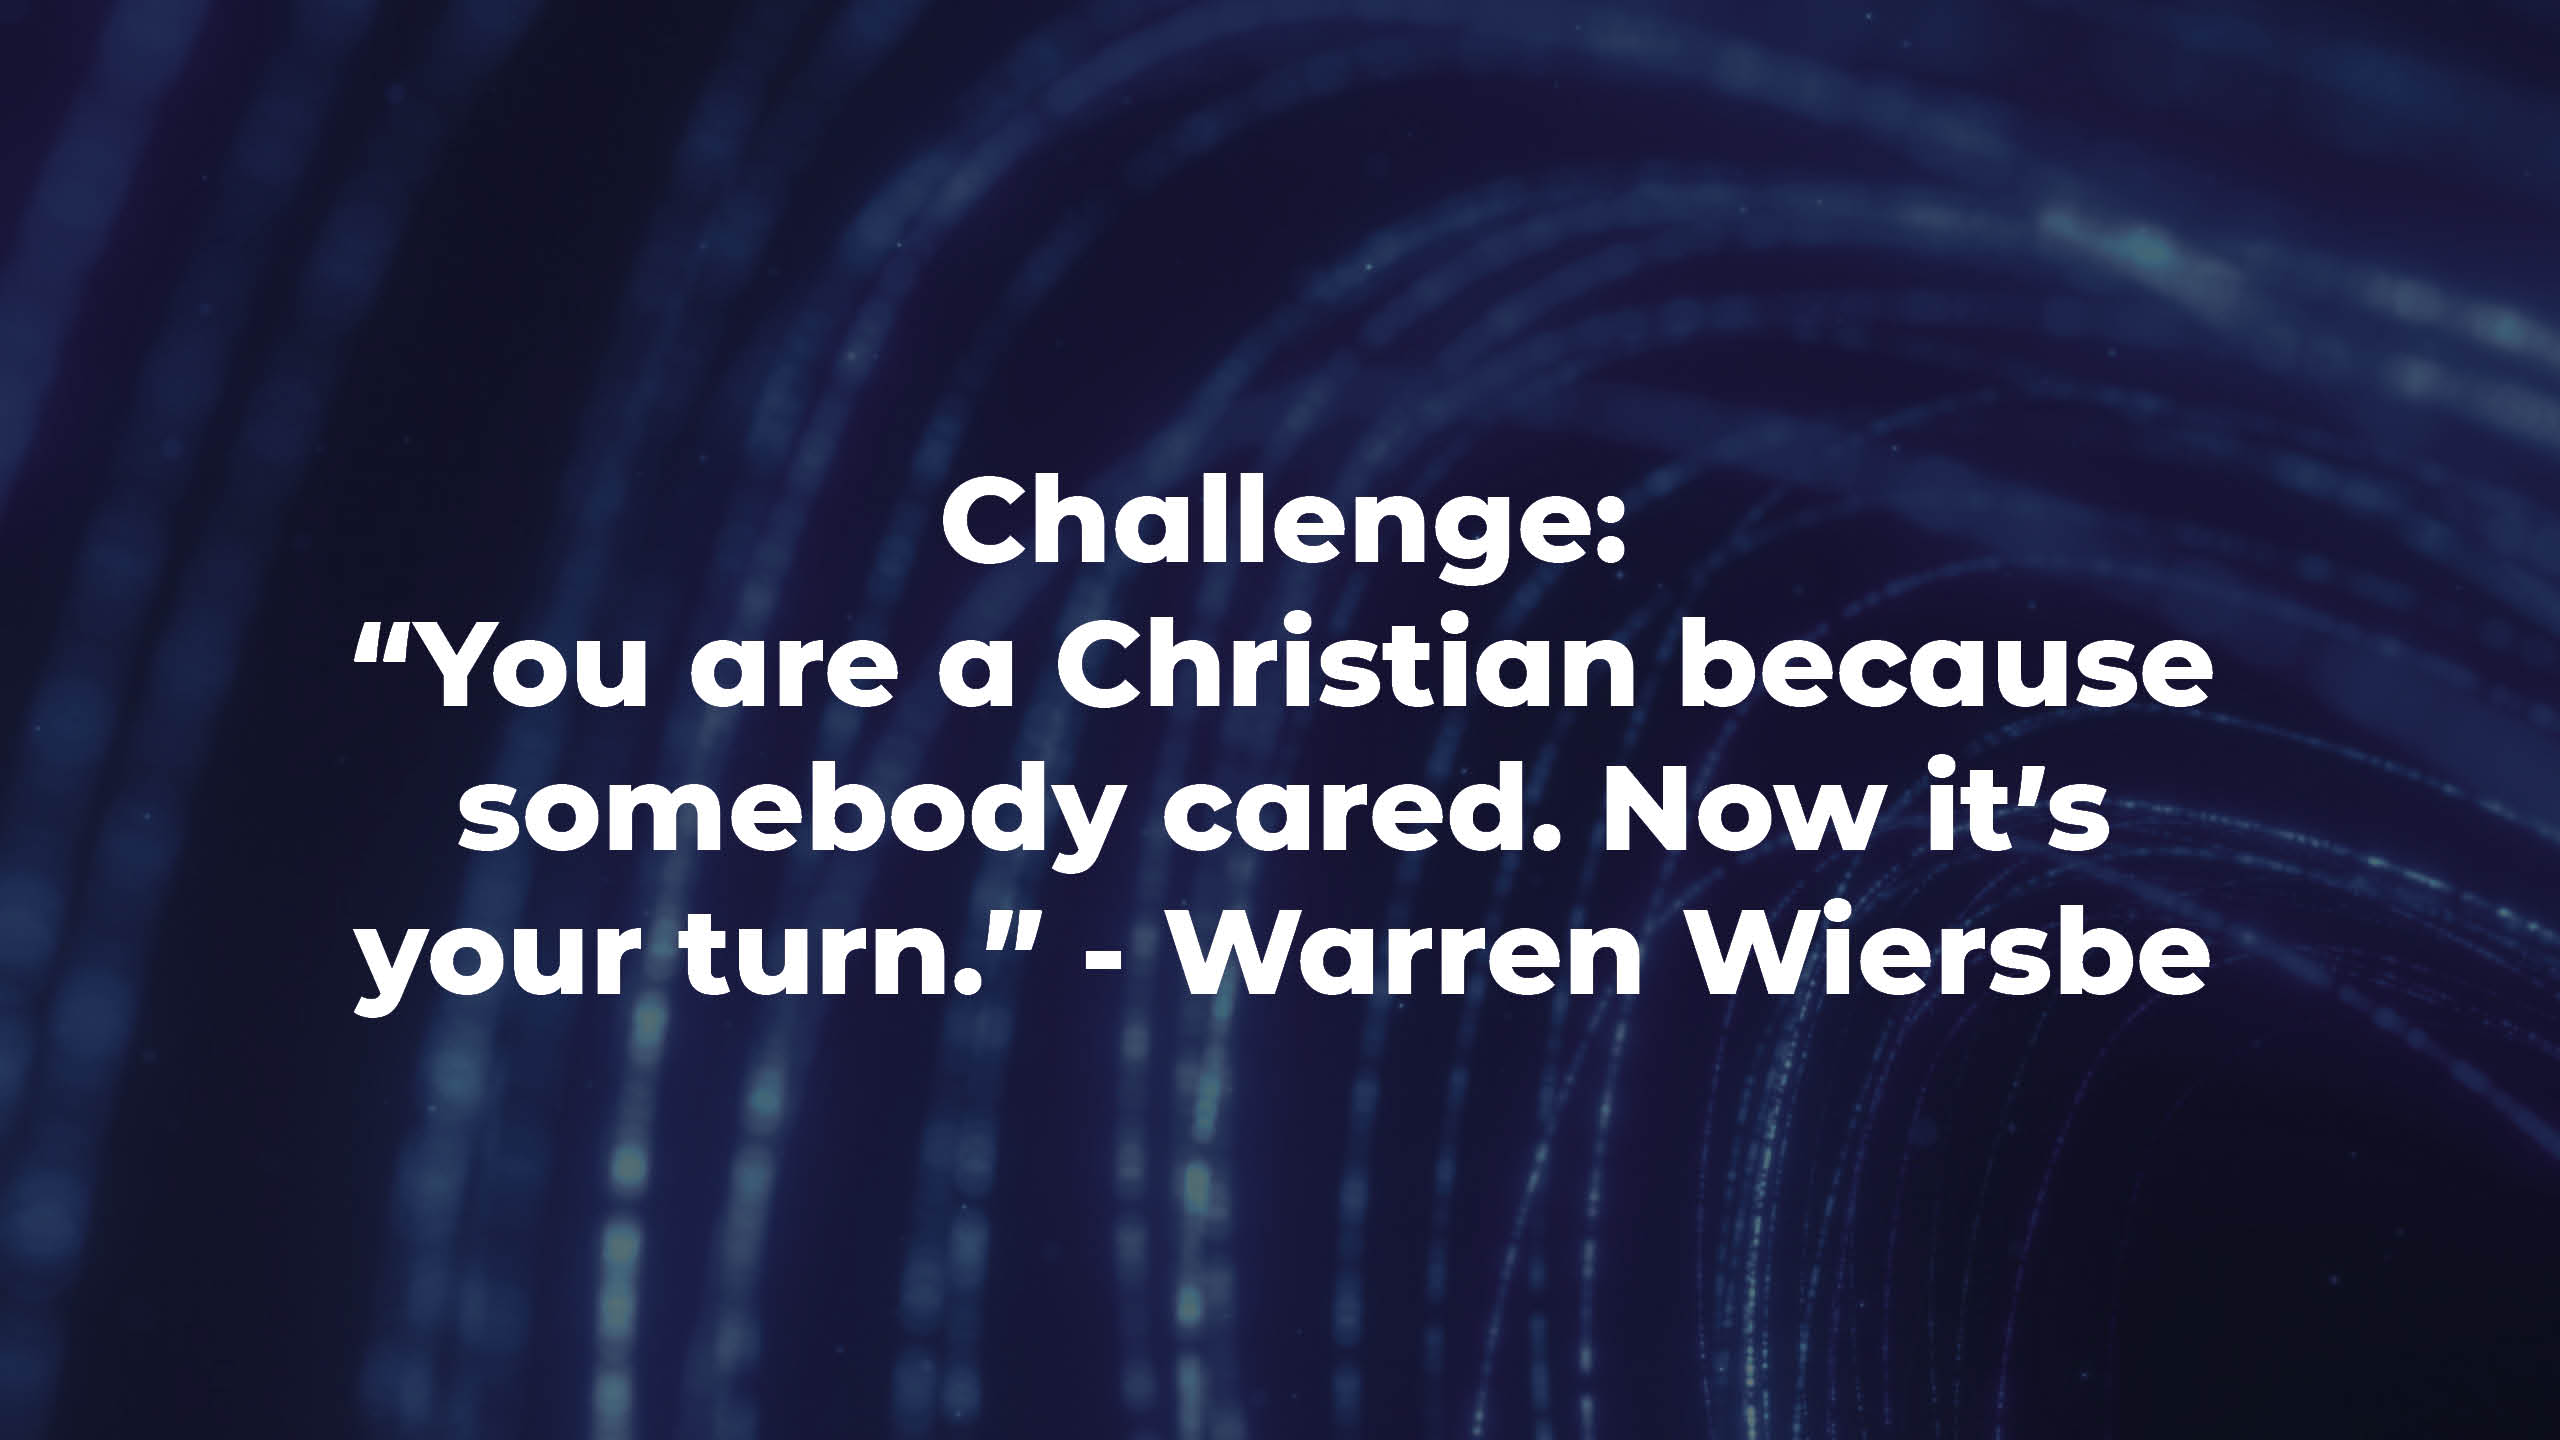 Challenge:
“You are a Christian because
somebody cared. Now it’s
your turn.” - Warren Wiersbe